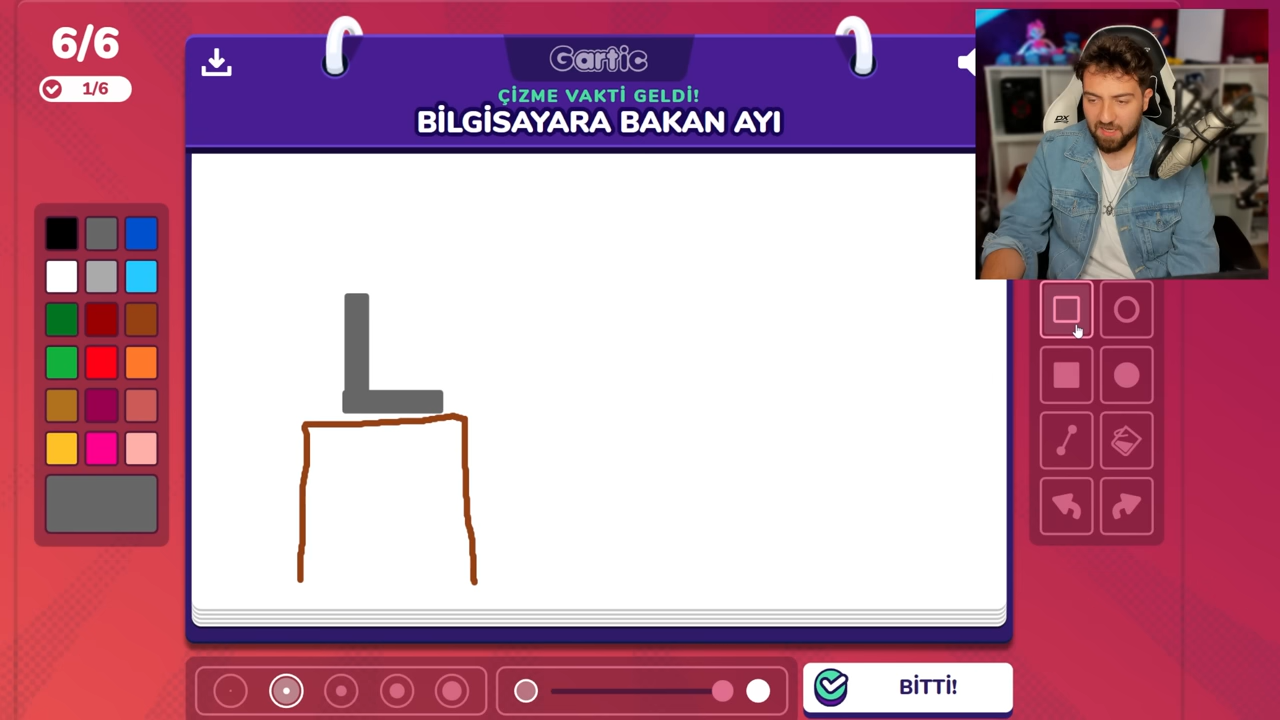 6/6
1/6
Gartic
ÇİZME VAKTİ GELDİ!
BİLGİSAYARA BAKAN AYI
BİTTİ!